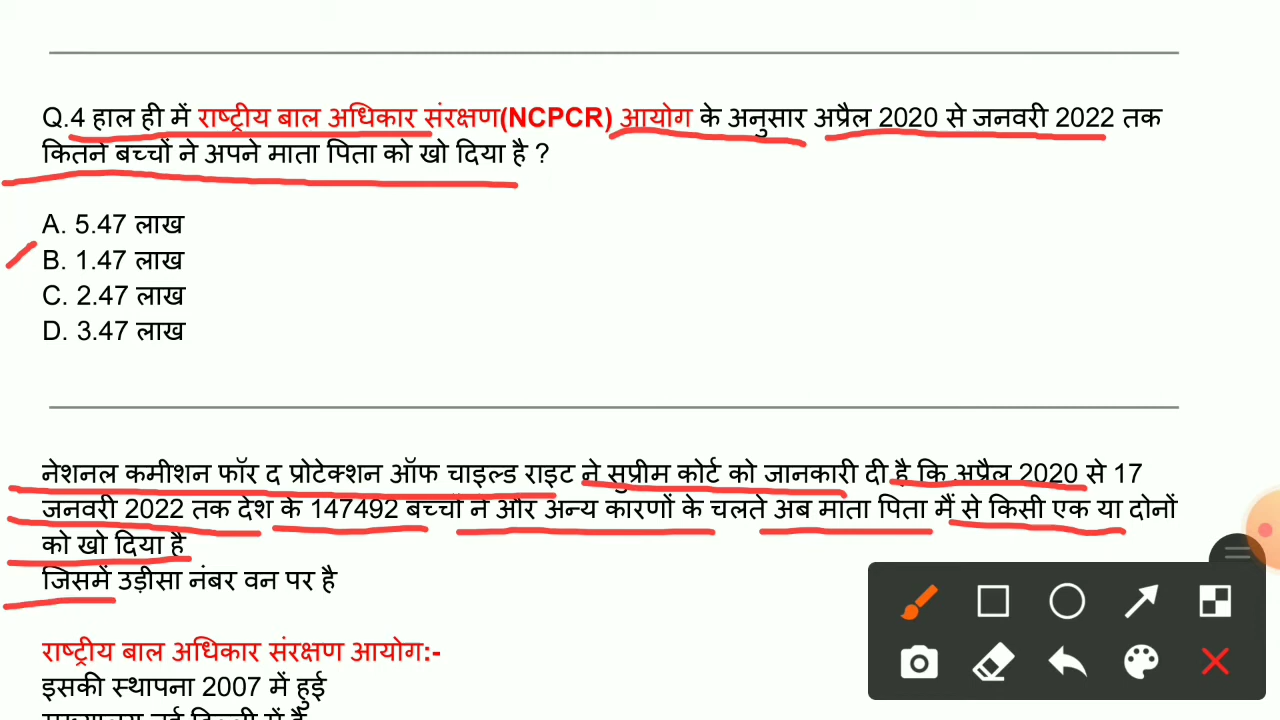 Q.4 हाल ही में राष्ट्रीय बाल अधिकार संरक्षण(NCPCR) आयोग के अनुसार अप्रैल 2020 से जनवरी 2022 तक
कितने बच्चों ने अपने माता पिता को खो दिया है ?
A. 5.47 लाख
B. 1.47 लाख
C. 2.47 लाख
D. 3.47 लाख
नेशनल कमीशन फॉर द प्रोटेक्शन ऑफ चाइल्ड राइट ने सुप्रीम कोर्ट को जानकारी दी है कि अप्रैल 2020 से 17
जनवरी 2022 तक देश के 147492 बच्चों ने और अन्य कारणों के चलते अब माता पिता मैं से किसी एक या दोनों
को खो दिया है
जिसमें उड़ीसा नंबर वन पर है
राष्ट्रीय बाल अधिकार संरक्षण आयोग:-
इसकी स्थापना 2007 में हुई